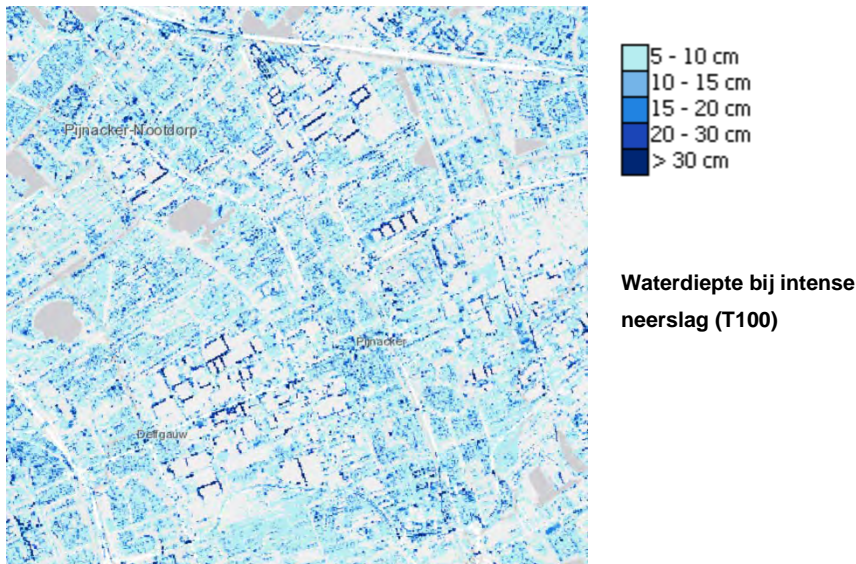 Pijnacker-Nootdorp
Pijnacker
Delfgauw
5 - 10 cm
10 - 15 cm
15 - 20 cm
20 - 30 cm
> 30 cm
Waterdiepte bij intense
neerslag (T100)